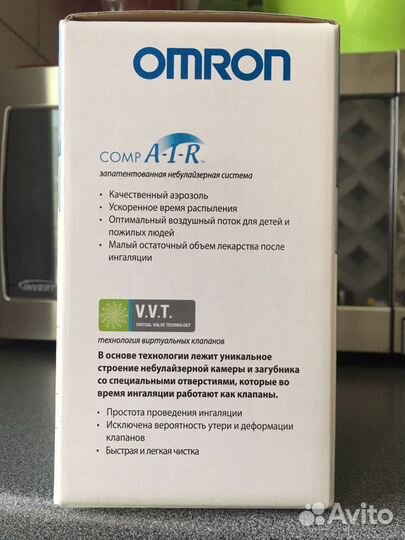 OMRON
COMP A-I-R™
запатентованная небулайзерная система
• Качественный аэрозоль
• Ускоренное время распыления
• Оптимальный воздушный поток для детей и
пожилых людей
• Малый остаточный объем лекарства после
ингаляции
V.V.T.
VIRTUAL VALVE TECHNOLOGY
технология виртуальных клапанов
В основе технологии лежит уникальное
строение небулайзерной камеры и загубника
со специальными отверстиями, которые во
время ингаляции работают как клапаны.
• Простота проведения ингаляции
• Исключена вероятность утери и деформации
клапанов
• Быстрая и легкая чистка
INVERT
Avito